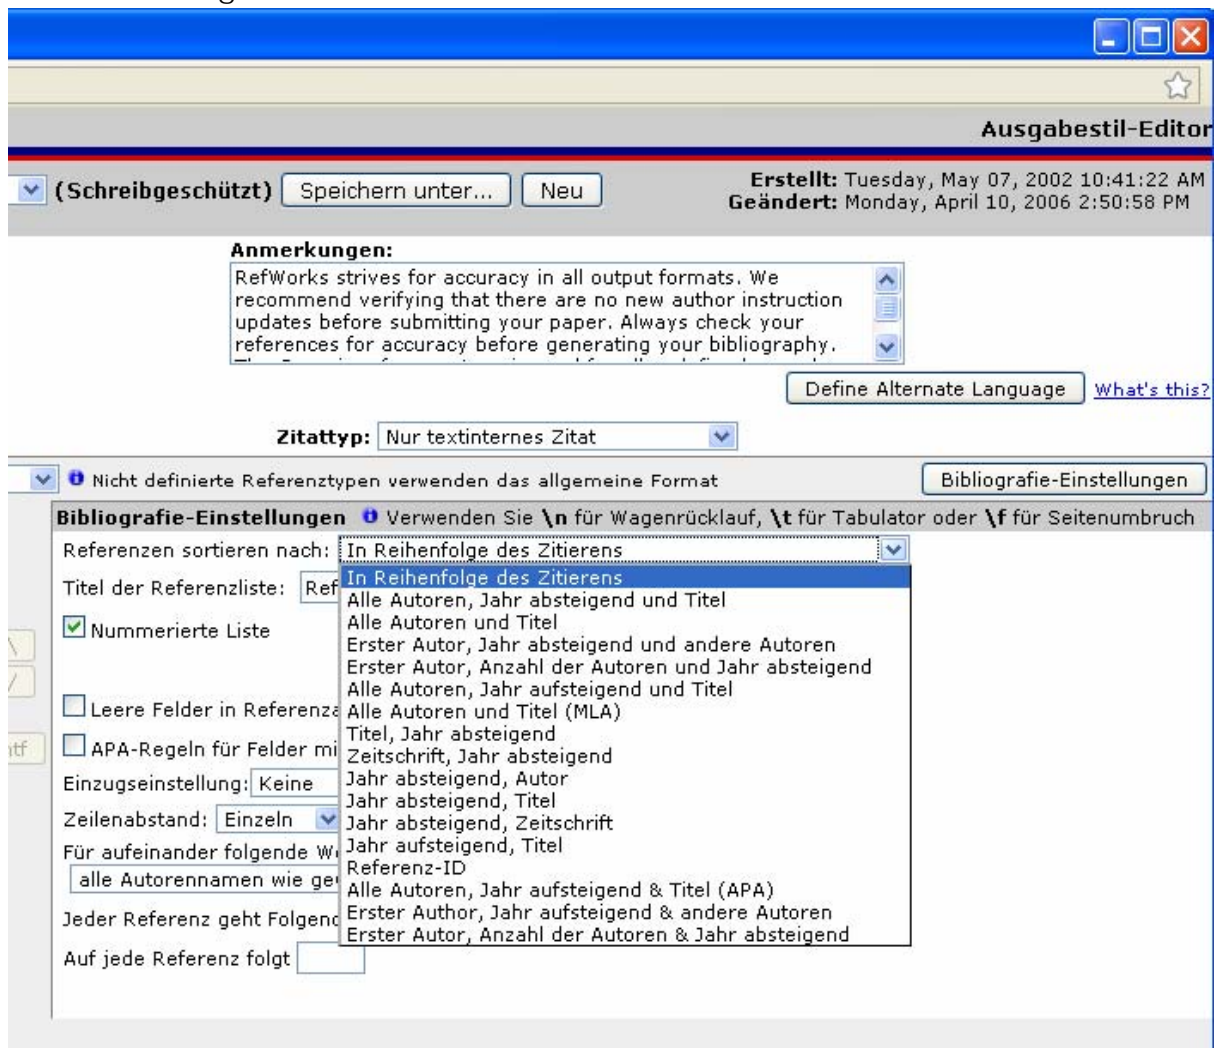 Ausgabestil-Editor
(Schreibgeschützt) Speichern unter... Neu
Erstellt: Tuesday, May 07, 2002 10:41:22 AM
Geändert: Monday, April 10, 2006 2:50:58 PM
Anmerkungen:
RefWorks strives for accuracy in all output formats. We
recommend verifying that there are no new author instruction
updates before submitting your paper. Always check your
references for accuracy before generating your bibliography.
Define Alternate Language What's this?
Zitattyp: Nur textinternes Zitat
Nicht definierte Referenztypen verwenden das allgemeine Format Bibliografie-Einstellungen
Bibliografie-Einstellungen Verwenden Sie \n für Wagenrücklauf, \t für Tabulator oder \f für Seitenumbruch
Referenzen sortieren nach: In Reihenfolge des Zitierens
Titel der Referenzliste: Ref
Nummerierte Liste
Leere Felder in Referenza
APA-Regeln für Felder mi
Einzugseinstellung: Keine
Zeilenabstand: Einzeln
Für aufeinander folgende We
alle Autorennamen wie ge
Jeder Referenz geht Folgend
Auf jede Referenz folgt
In Reihenfolge des Zitierens
Alle Autoren, Jahr absteigend und Titel
Alle Autoren und Titel
Erster Autor, Jahr absteigend und andere Autoren
Erster Autor, Anzahl der Autoren und Jahr absteigend
Alle Autoren, Jahr aufsteigend und Titel
Alle Autoren und Titel (MLA)
Titel, Jahr absteigend
Zeitschrift, Jahr absteigend
Jahr absteigend, Autor
Jahr absteigend, Titel
Jahr absteigend, Zeitschrift
Jahr aufsteigend, Titel
Referenz-ID
Alle Autoren, Jahr aufsteigend & Titel (APA)
Erster Author, Jahr aufsteigend & andere Autoren
Erster Autor, Anzahl der Autoren & Jahr absteigend